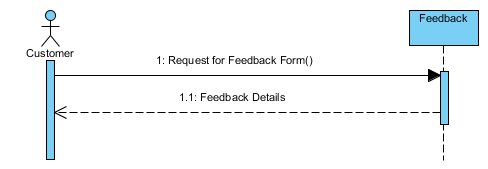 Feedback
Customer
1: Request for Feedback Form()
1.1: Feedback Details